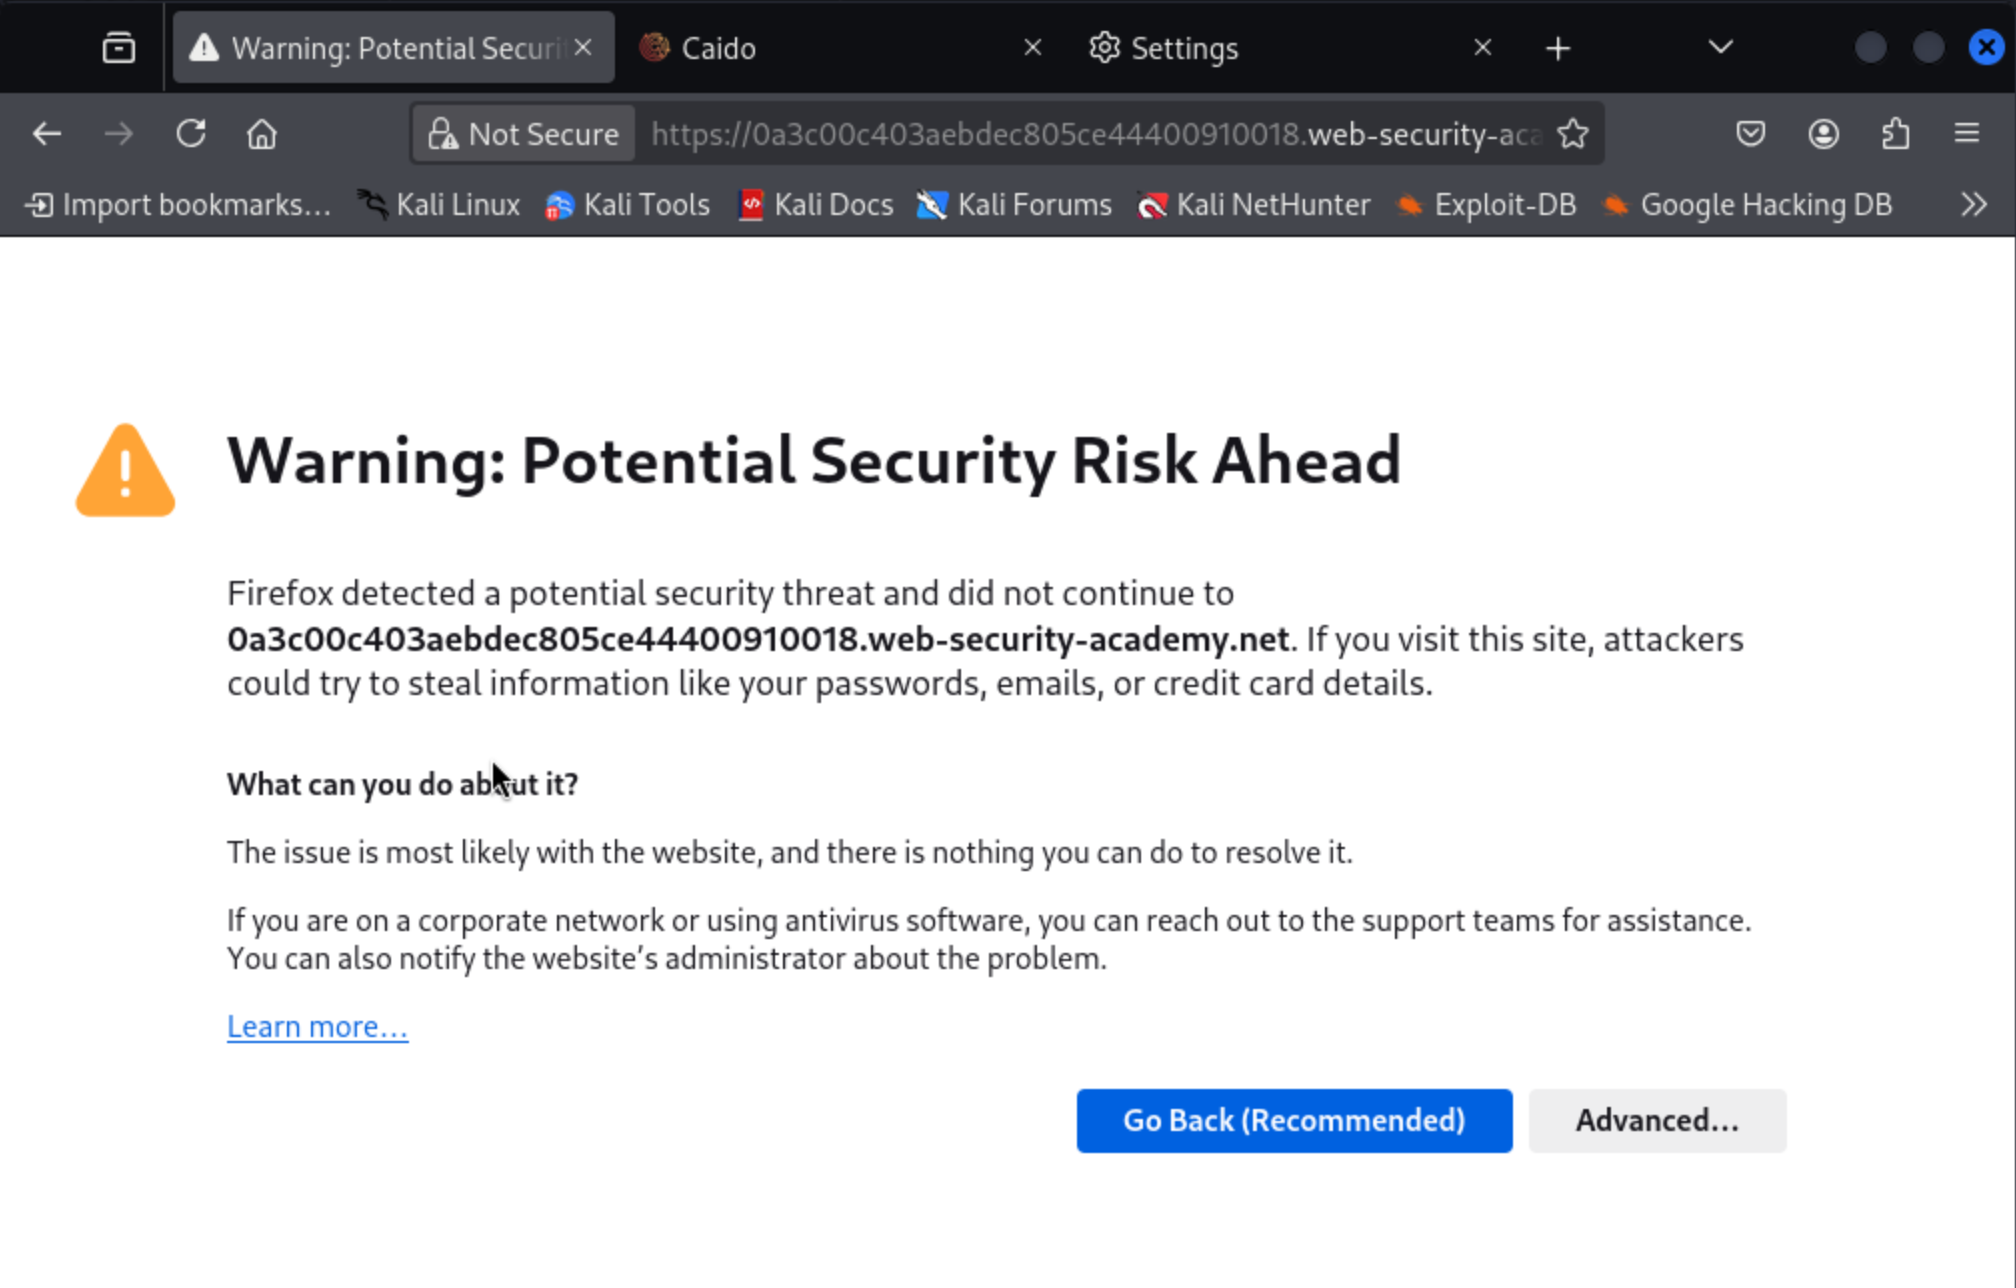 Warning: Potential Securi
Caido
Settings
Not Secure
https://0a3c00c403aebdec805ce44400910018.web-security-aca
Import bookmarks...
Kali Linux
Kali Tools
Kali Docs
Kali Forums
Kali NetHunter
Exploit-DB
Google Hacking DB
Warning: Potential Security Risk Ahead
Firefox detected a potential security threat and did not continue to
0a3c00c403aebdec805ce44400910018.web-security-academy.net. If you visit this site, attackers
could try to steal information like your passwords, emails, or credit card details.
What can you do about it?
The issue is most likely with the website, and there is nothing you can do to resolve it.
If you are on a corporate network or using antivirus software, you can reach out to the support teams for assistance.
You can also notify the website’s administrator about the problem.
Learn more…
Go Back (Recommended)
Advanced…